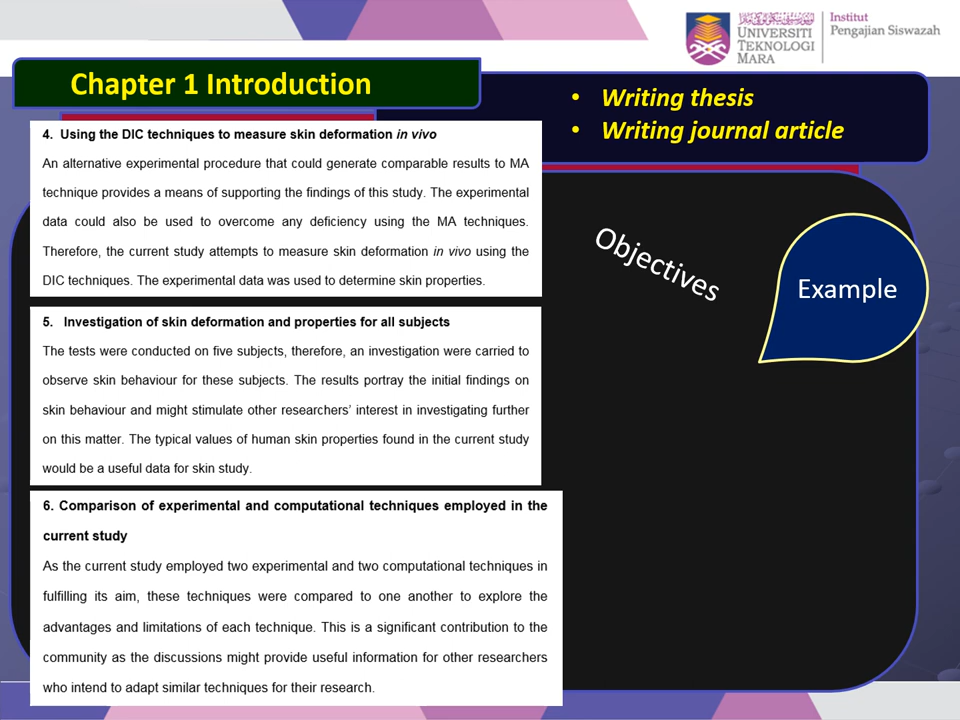 UNIVERSITI
TEKNOLOGI
MARA
Institut
Pengajian Siswazah
Chapter 1 Introduction
• Writing thesis
• Writing journal article
4. Using the DIC techniques to measure skin deformation in vivo
An alternative experimental procedure that could generate comparable results to MA
technique provides a means of supporting the findings of this study. The experimental
data could also be used to overcome any deficiency using the MA techniques.
Therefore, the current study attempts to measure skin deformation in vivo using the
DIC techniques. The experimental data was used to determine skin properties.
5. Investigation of skin deformation and properties for all subjects
The tests were conducted on five subjects, therefore, an investigation were carried to
observe skin behaviour for these subjects. The results portray the initial findings on
skin behaviour and might stimulate other researchers' interest in investigating further
on this matter. The typical values of human skin properties found in the current study
would be a useful data for skin study.
6. Comparison of experimental and computational techniques employed in the
current study
As the current study employed two experimental and two computational techniques in
fulfilling its aim, these techniques were compared to one another to explore the
advantages and limitations of each technique. This is a significant contribution to the
community as the discussions might provide useful information for other researchers
who intend to adapt similar techniques for their research.
Objectives
Example